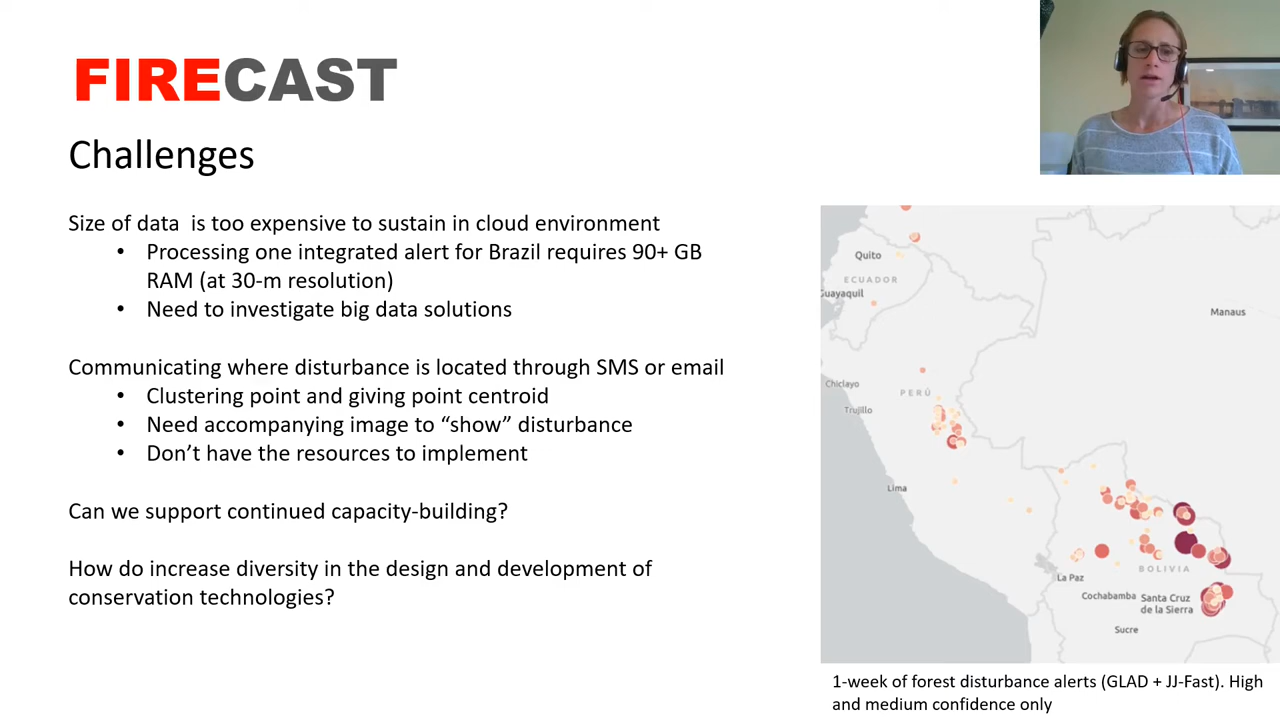 FIRECAST
Challenges
Size of data  is too expensive to sustain in cloud environment
• Processing one integrated alert for Brazil requires 90+ GB
RAM (at 30-m resolution)
• Need to investigate big data solutions
Communicating where disturbance is located through SMS or email
• Clustering point and giving point centroid
• Need accompanying image to “show” disturbance
• Don’t have the resources to implement
Can we support continued capacity-building?
How do increase diversity in the design and development of
conservation technologies?
Quito
ECUADOR
Guayaquil
Manaus
Chiclayo
PERÚ
Trujillo
Lima
La Paz
BOLIVIA
Cochabamba
Santa Cruz
de la Sierra
Sucre
1-week of forest disturbance alerts (GLAD + JJ-Fast). High
and medium confidence only